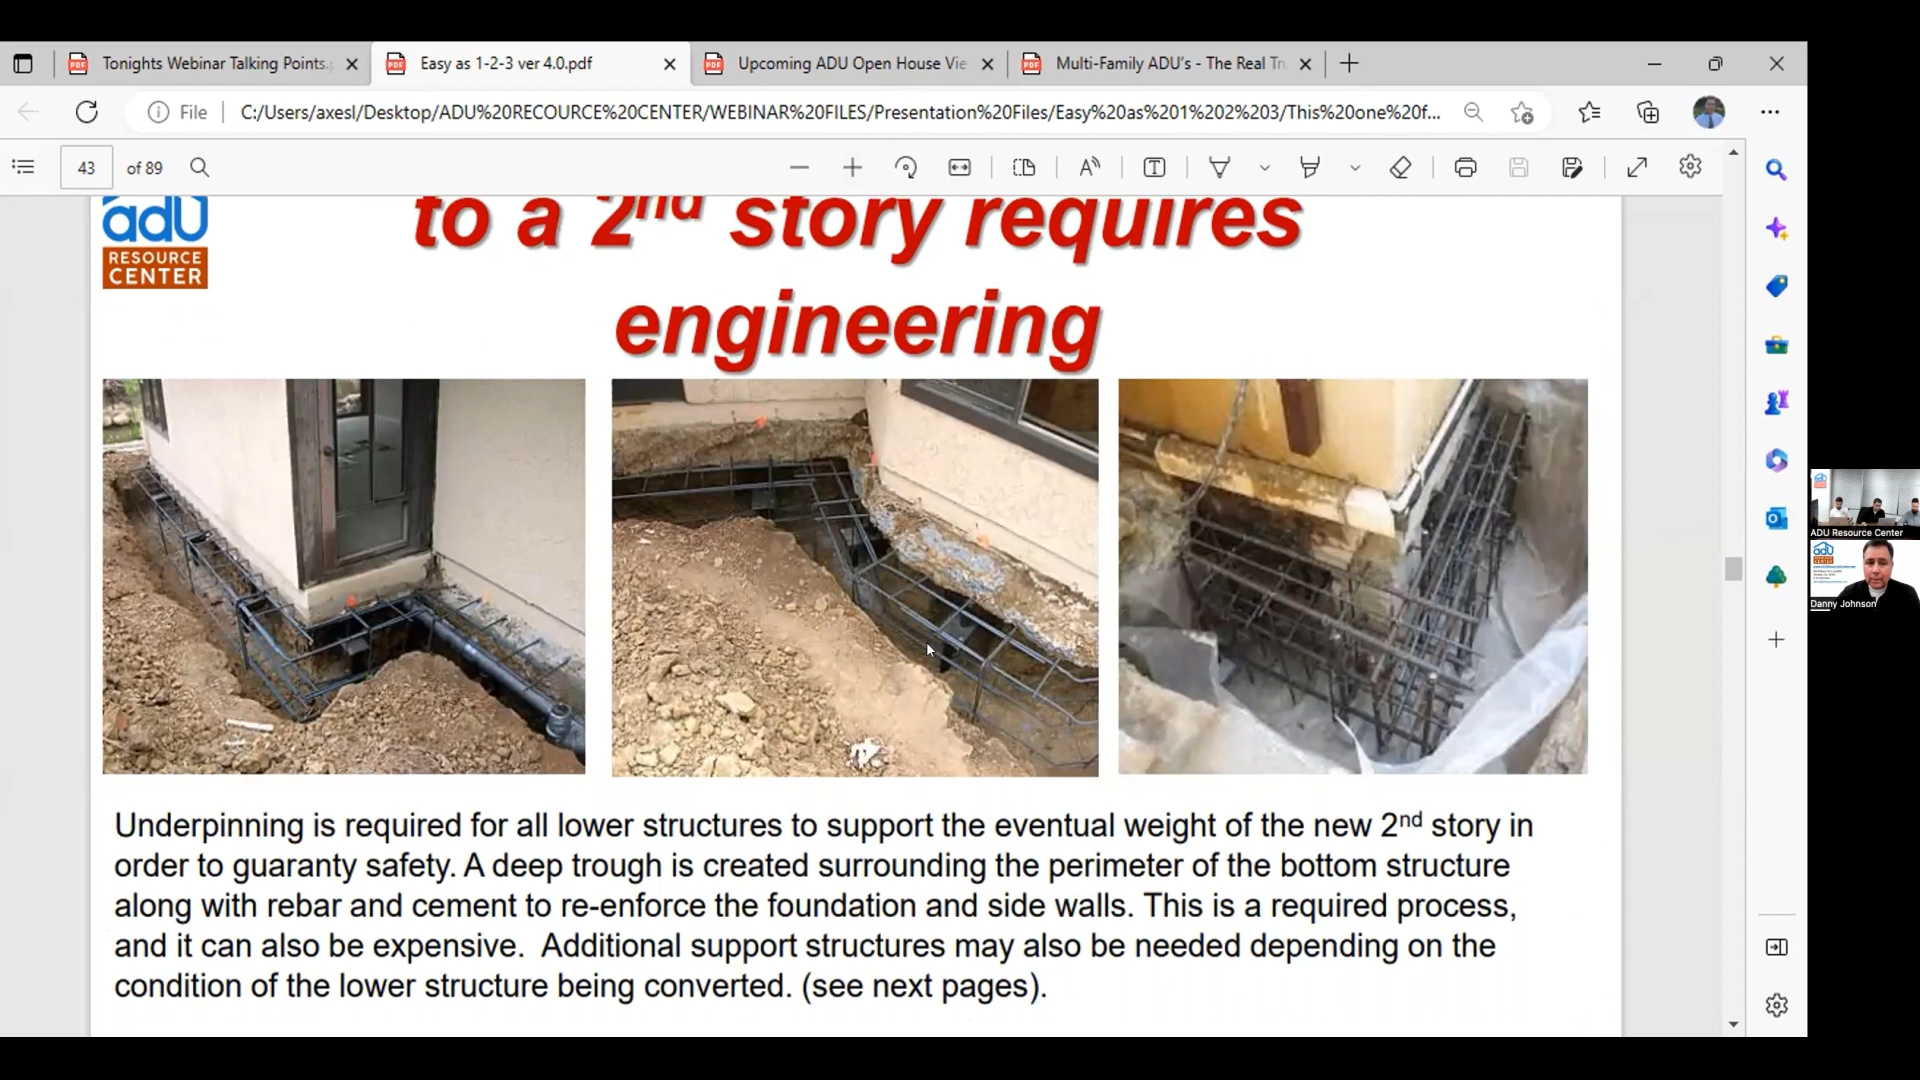 Tonights Webinar Talking Points.
Easy as 1-2-3 ver 4.0.pdf
Upcoming ADU Open House Vie
Multi-Family ADU's - The Real Tr
File
C:/Users/axesl/Desktop/ADU%20RECOURCE%20CENTER/WEBINAR%20FILES/Presentation%20Files/Easy%20as%201%202%203/This%20one%20f...
43 of 89
adU
RESOURCE
CENTER
to a 2nd story requires
engineering
Underpinning is required for all lower structures to support the eventual weight of the new 2nd story in
order to guaranty safety. A deep trough is created surrounding the perimeter of the bottom structure
along with rebar and cement to re-enforce the foundation and side walls. This is a required process,
and it can also be expensive. Additional support structures may also be needed depending on the
condition of the lower structure being converted. (see next pages).
ADU Resource Center
adU
Danny Johnson